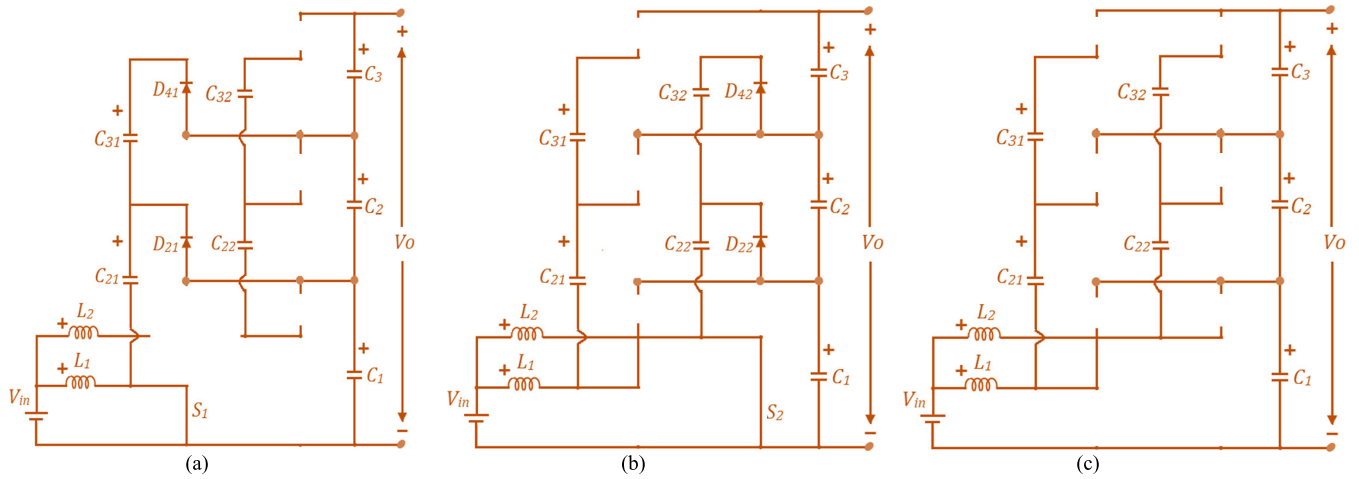 +
D41
C32
+
C3
+
C31
Vo
+
D21
C22
+
C2
+
C21
L2
+
L1
+
Vin
S1
+
C1
−
(a)
+
C32
D42
+
C3
+
C31
Vo
C22
D22
+
C2
+
C21
L2
+
L1
+
Vin
S2
+
C1
−
(b)
+
C32
+
C3
+
C31
Vo
C22
+
C2
+
C21
L2
+
L1
+
Vin
+
C1
−
(c)